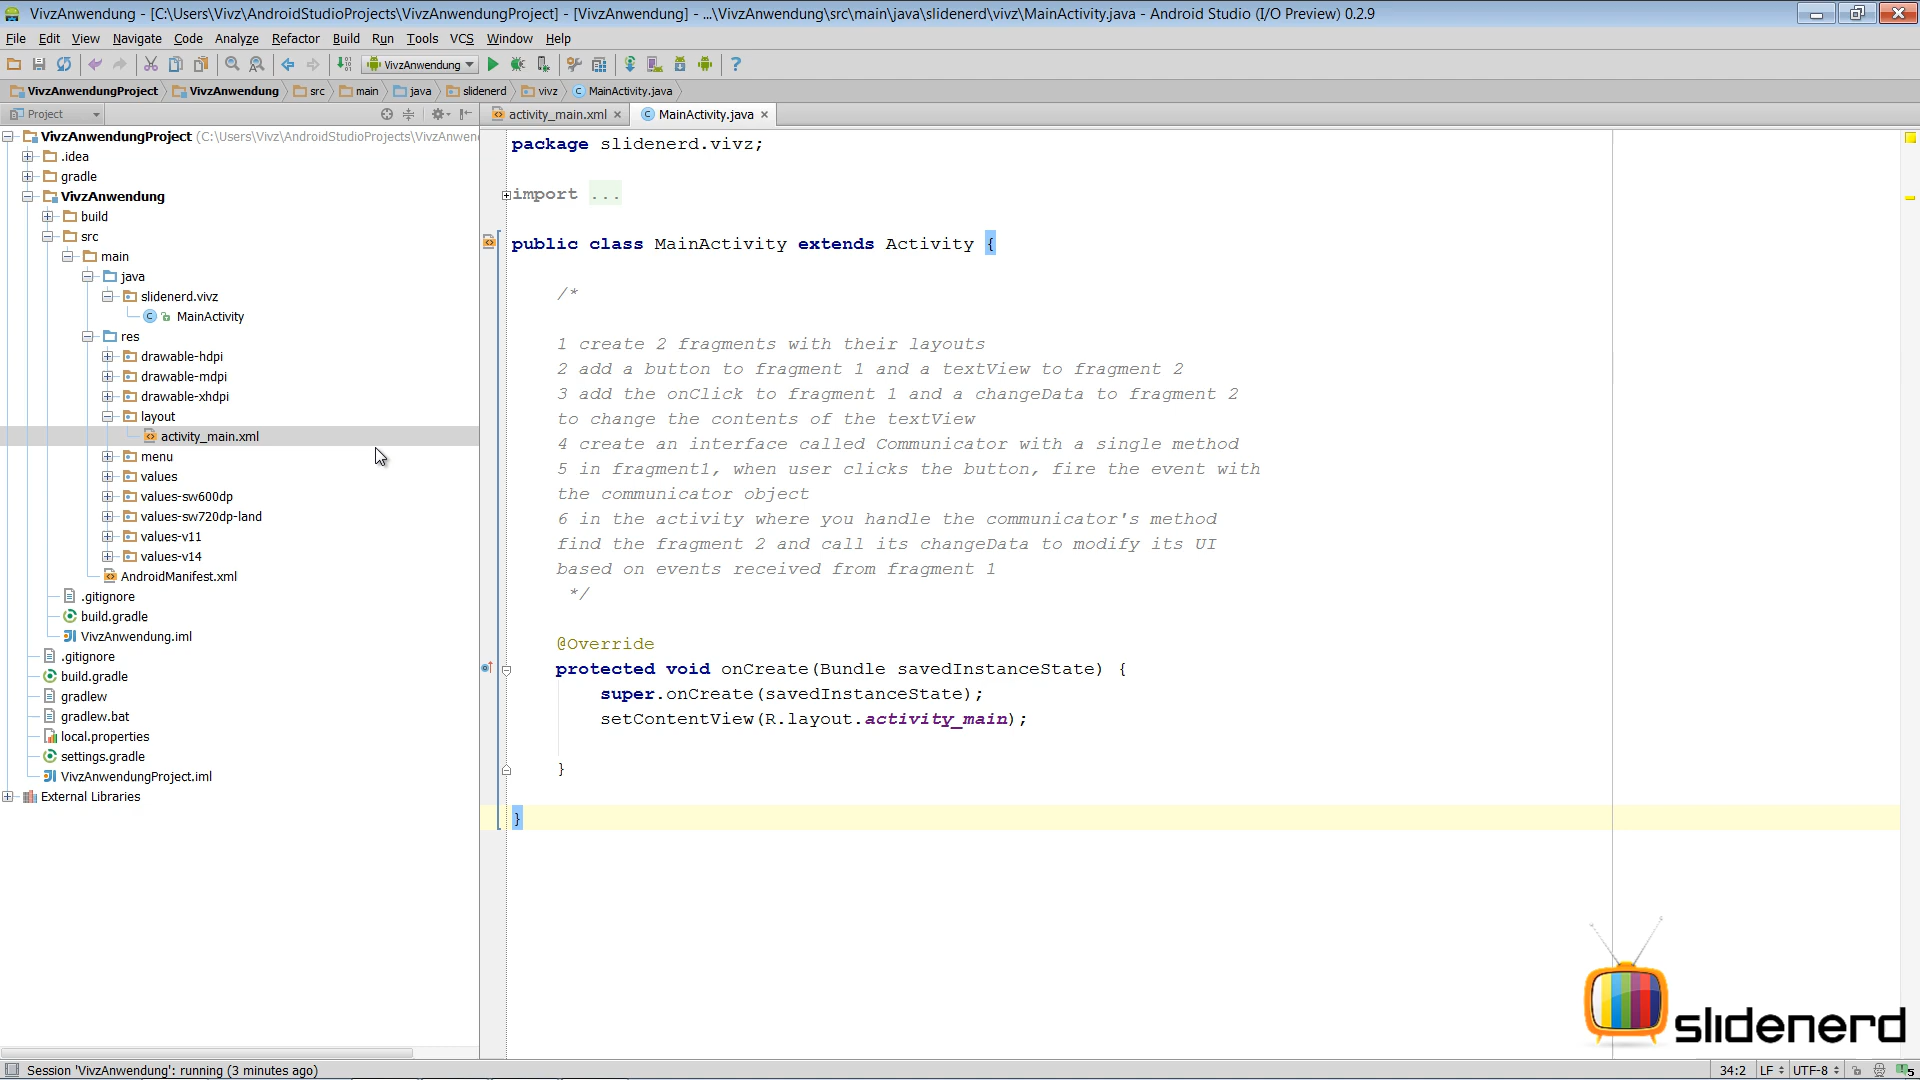 VivzAnwendung - [C:\Users\Vivz\AndroidStudioProjects\VivzAnwendungProject] - [VivzAnwendung] - ...\VivzAnwendung\src\main\java\slidenerd\vivz\MainActivity.java - Android Studio (I/O Preview) 0.2.9
File Edit View Navigate Code Analyze Refactor Build Run Tools VCS Window Help
VivzAnwendung
VivzAnwendungProject VivzAnwendung src main java slidenerd vivz MainActivity.java
Project
activity_main.xml MainActivity.java
VivzAnwendungProject (C:\Users\Vivz\AndroidStudioProjects\VivzAnwen
.idea
gradle
VivzAnwendung
build
src
main
java
slidenerd.vivz
MainActivity
res
drawable-hdpi
drawable-mdpi
drawable-xhdpi
layout
activity_main.xml
menu
values
values-sw600dp
values-sw720dp-land
values-v11
values-v14
AndroidManifest.xml
.gitignore
build.gradle
VivzAnwendung.iml
.gitignore
build.gradle
gradlew
gradlew.bat
local.properties
settings.gradle
VivzAnwendungProject.iml
External Libraries
package slidenerd.vivz;
import ...
public class MainActivity extends Activity {
/*
1 create 2 fragments with their layouts
2 add a button to fragment 1 and a textView to fragment 2
3 add the onClick to fragment 1 and a changeData to fragment 2
to change the contents of the textView
4 create an interface called Communicator with a single method
5 in fragment1, when user clicks the button, fire the event with
the communicator object
6 in the activity where you handle the communicator's method
find the fragment 2 and call its changeData to modify its UI
based on events received from fragment 1
*/
@Override
protected void onCreate(Bundle savedInstanceState) {
super.onCreate(savedInstanceState);
setContentView(R.layout.activity_main);
}
}
slidenerd
Session 'VivzAnwendung': running (3 minutes ago)
34:2 LF UTF-8 5